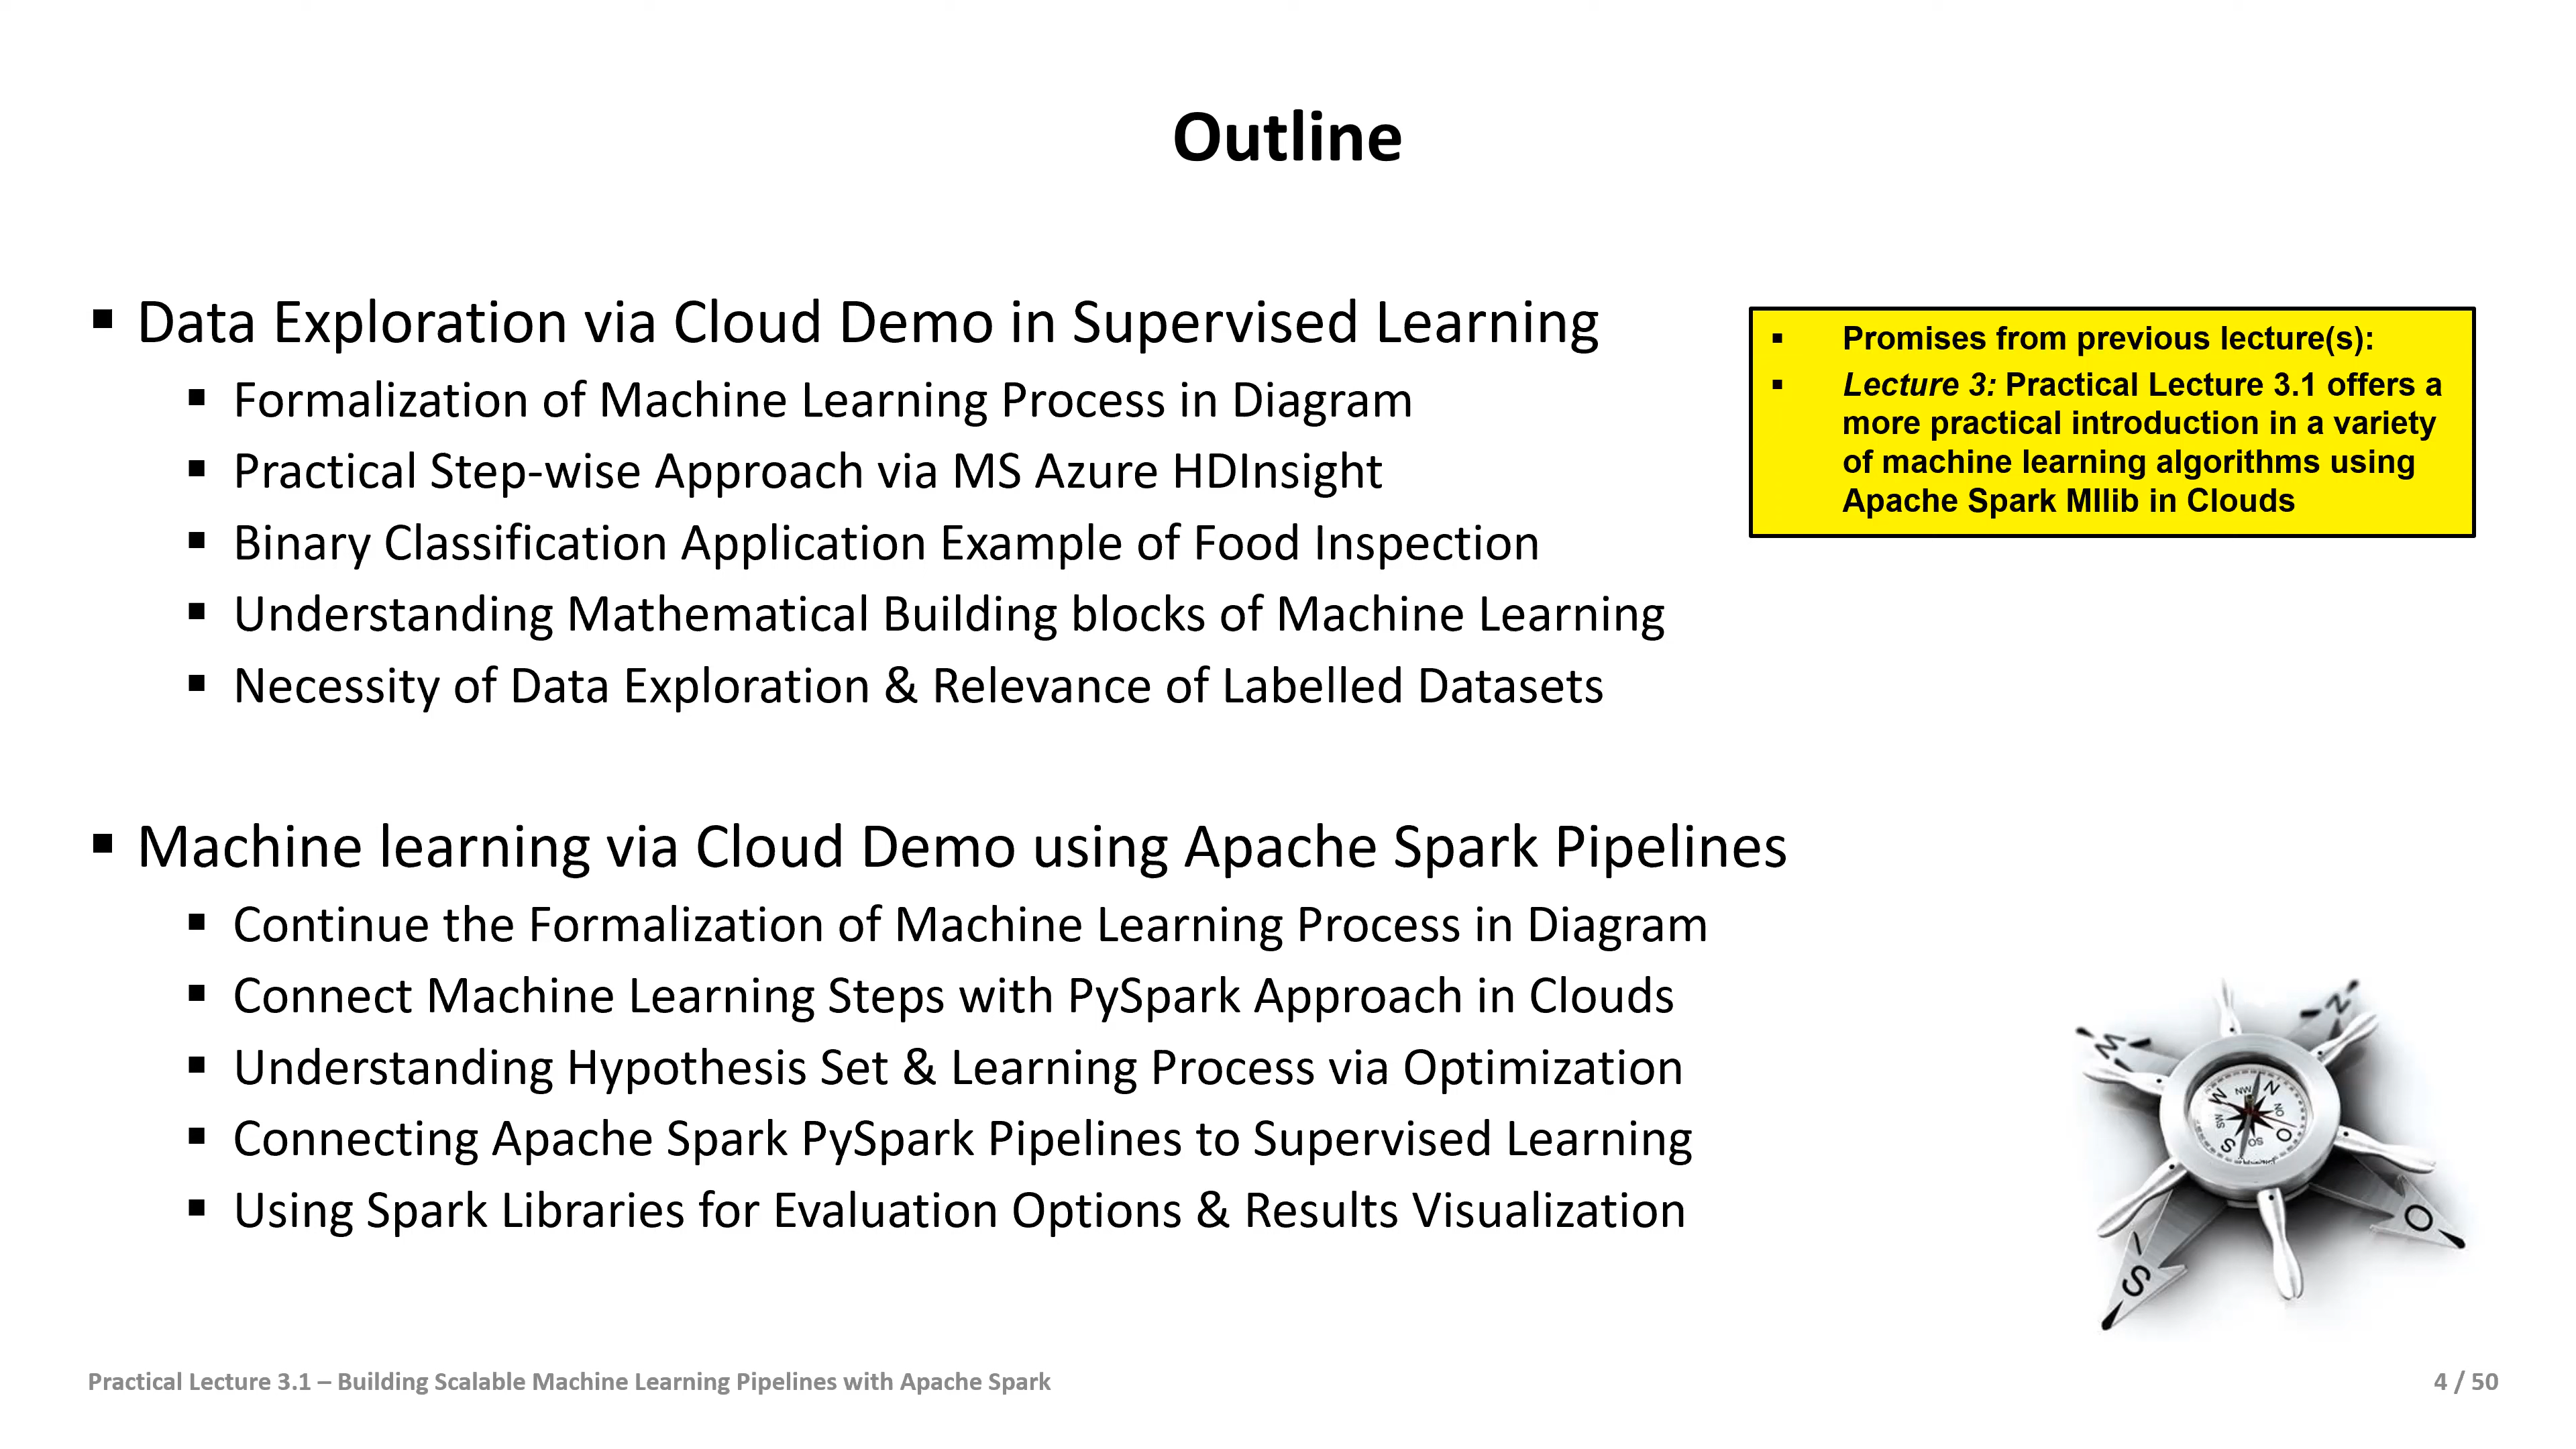 Outline
▪ Data Exploration via Cloud Demo in Supervised Learning
▪ Formalization of Machine Learning Process in Diagram
▪ Practical Step-wise Approach via MS Azure HDInsight
▪ Binary Classification Application Example of Food Inspection
▪ Understanding Mathematical Building blocks of Machine Learning
▪ Necessity of Data Exploration & Relevance of Labelled Datasets
▪ Promises from previous lecture(s):
▪ Lecture 3: Practical Lecture 3.1 offers a
more practical introduction in a variety
of machine learning algorithms using
Apache Spark Mllib in Clouds
▪ Machine learning via Cloud Demo using Apache Spark Pipelines
▪ Continue the Formalization of Machine Learning Process in Diagram
▪ Connect Machine Learning Steps with PySpark Approach in Clouds
▪ Understanding Hypothesis Set & Learning Process via Optimization
▪ Connecting Apache Spark PySpark Pipelines to Supervised Learning
▪ Using Spark Libraries for Evaluation Options & Results Visualization
N
W
NW
N
W
NO
SW
O
S
SO
O
S
Practical Lecture 3.1 – Building Scalable Machine Learning Pipelines with Apache Spark
4 / 50